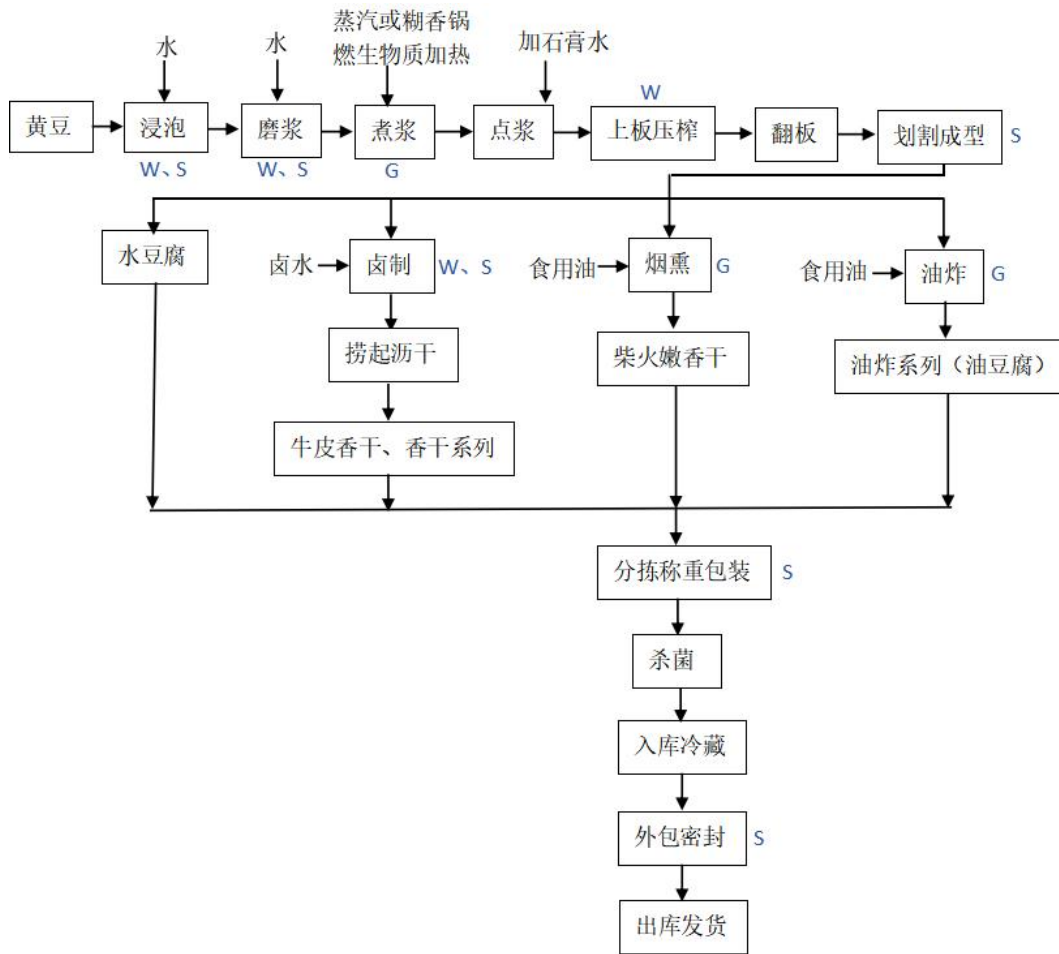 蒸汽或糊香锅
燃生物质加热
水
水
加石膏水
W
黄豆
浸泡
磨浆
煮浆
点浆
上板压榨
翻板
划割成型
S
W、S
W、S
G
水豆腐
卤水
卤制
W、S
食用油
烟熏
G
食用油
油炸
G
捞起沥干
柴火嫩香干
油炸系列（油豆腐）
牛皮香干、香干系列
分拣称重包装
S
杀菌
入库冷藏
外包密封
S
出库发货